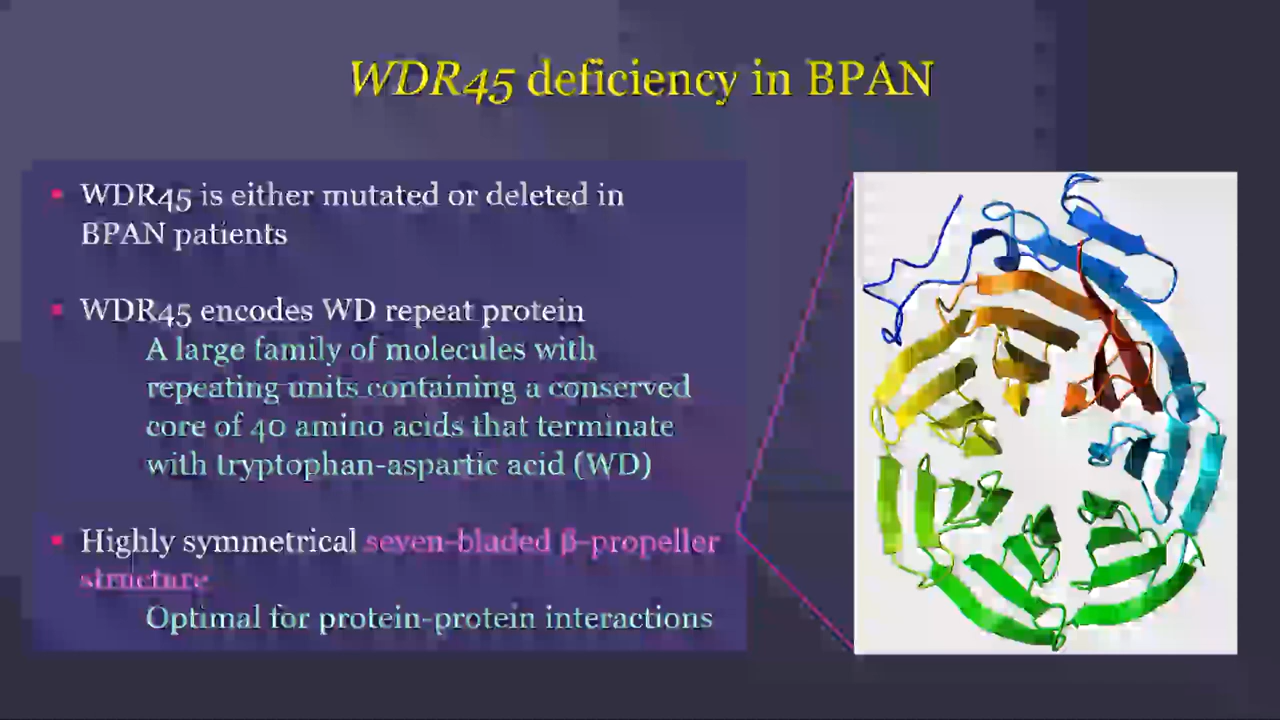 WDR45 deficiency in BPAN
▪ WDR45 is either mutated or deleted in
BPAN patients
▪ WDR45 encodes WD repeat protein
A large family of molecules with
repeating units containing a conserved
core of 40 amino acids that terminate
with tryptophan-aspartic acid (WD)
▪ Highly symmetrical seven-bladed β-propeller
structure
Optimal for protein-protein interactions